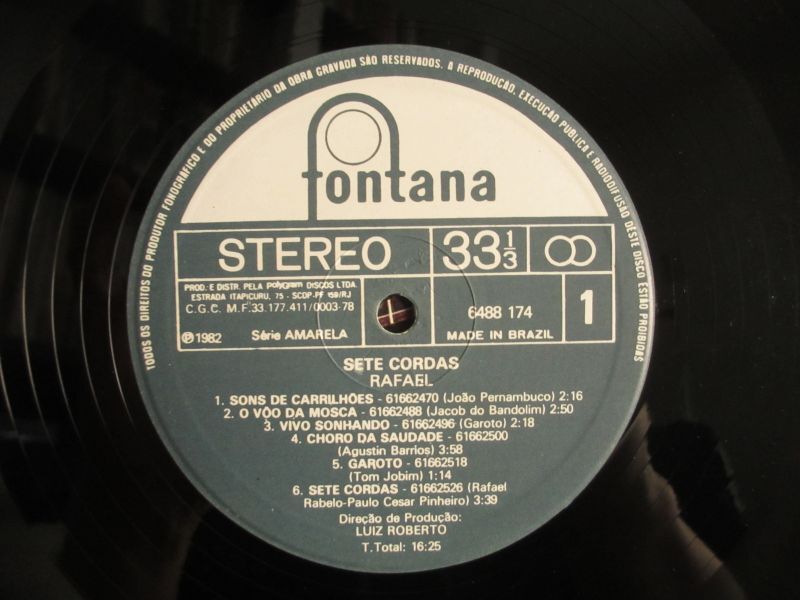 TODOS OS DIREITOS DO PRODUTOR FONOGRÁFICO E DO PROPRIETÁRIO DA OBRA GRAVADA SÃO RESERVADOS. A REPRODUÇÃO, EXECUÇÃO PÚBLICA E RADIODIFUSÃO DESTE DISCO ESTÃO PROIBIDAS
fontana
STEREO
33 1/3
PROD. E DISTR. PELA polygram DISCOS LTDA.
ESTRADA ITAPICURU, 75 - SCDP-PF 159/RJ
C.G.C. M.F. 33.177.411/0003-78
℗1982 Série AMARELA
6488 174
MADE IN BRAZIL
1
SETE CORDAS
RAFAEL
1. SONS DE CARRILHÕES - 61662470 (João Pernambuco) 2:16
2. O VÔO DA MOSCA - 61662488 (Jacob do Bandolim) 2:50
3. VIVO SONHANDO - 61662496 (Garoto) 2:18
4. CHORO DA SAUDADE - 61662500
(Agustin Barrios) 3:58
5. GAROTO - 61662518
(Tom Jobim) 1:14
6. SETE CORDAS - 61662526 (Rafael
Rabelo-Paulo Cesar Pinheiro) 3:39
Direção de Produção:
LUIZ ROBERTO
T. Total: 16:25